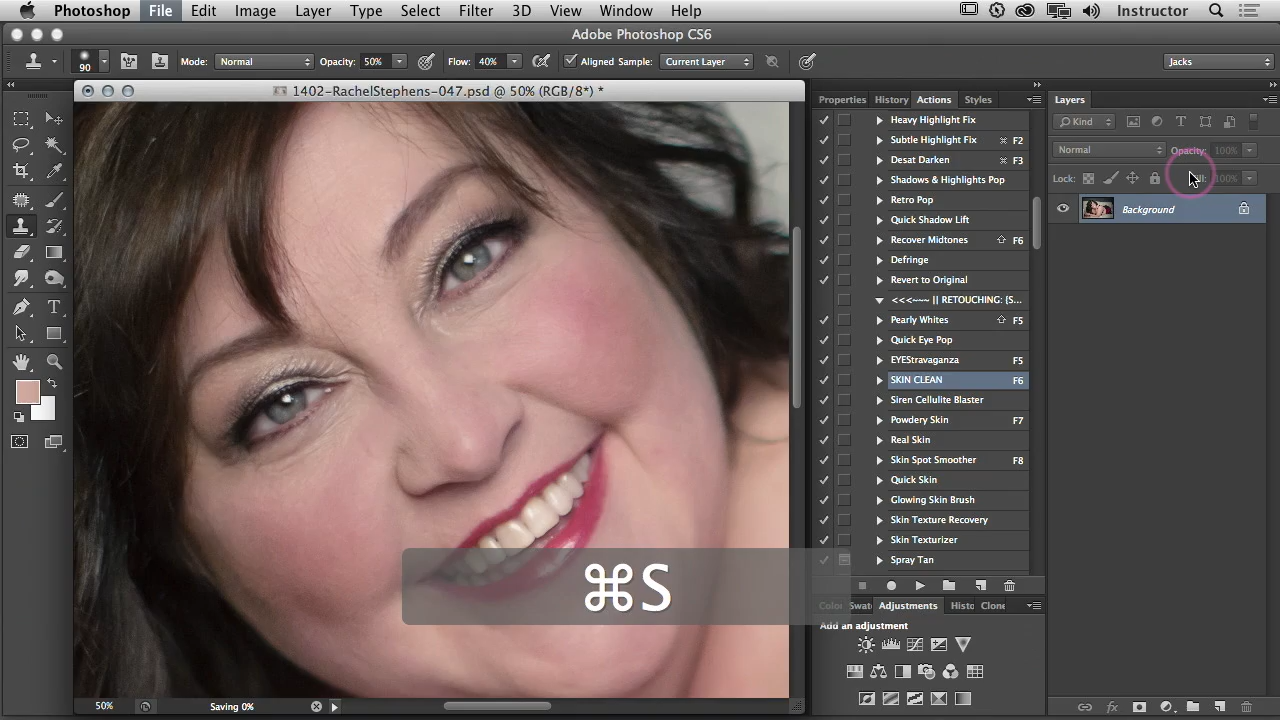 Photoshop File Edit Image Layer Type Select Filter 3D View Window Help Instructor
Adobe Photoshop CS6
90 Mode: Normal Opacity: 50% Flow: 40% Aligned Sample: Current Layer Jacks
1402-RachelStephens-047.psd @ 50% (RGB/8*) *
Properties History Actions Styles
Layers
Heavy Highlight Fix
Subtle Highlight Fix ⌘ F2
Desat Darken ⌘ F3
Shadows & Highlights Pop
Retro Pop
Quick Shadow Lift
Recover Midtones ⇧ F6
Defringe
Revert to Original
<<<~~~ || RETOUCHING: (S...
Pearly Whites ⇧ F5
Quick Eye Pop
EYEStravaganza F5
SKIN CLEAN F6
Siren Cellulite Blaster
Powdery Skin F7
Real Skin
Skin Spot Smoother F8
Quick Skin
Glowing Skin Brush
Skin Texture Recovery
Skin Texturizer
Spray Tan
Kind
Normal Opacity: 100%
Lock: 100%
Background
⌘S
Color Swatc Adjustments Histo Clone
Add an adjustment
fx
50% Saving 0%